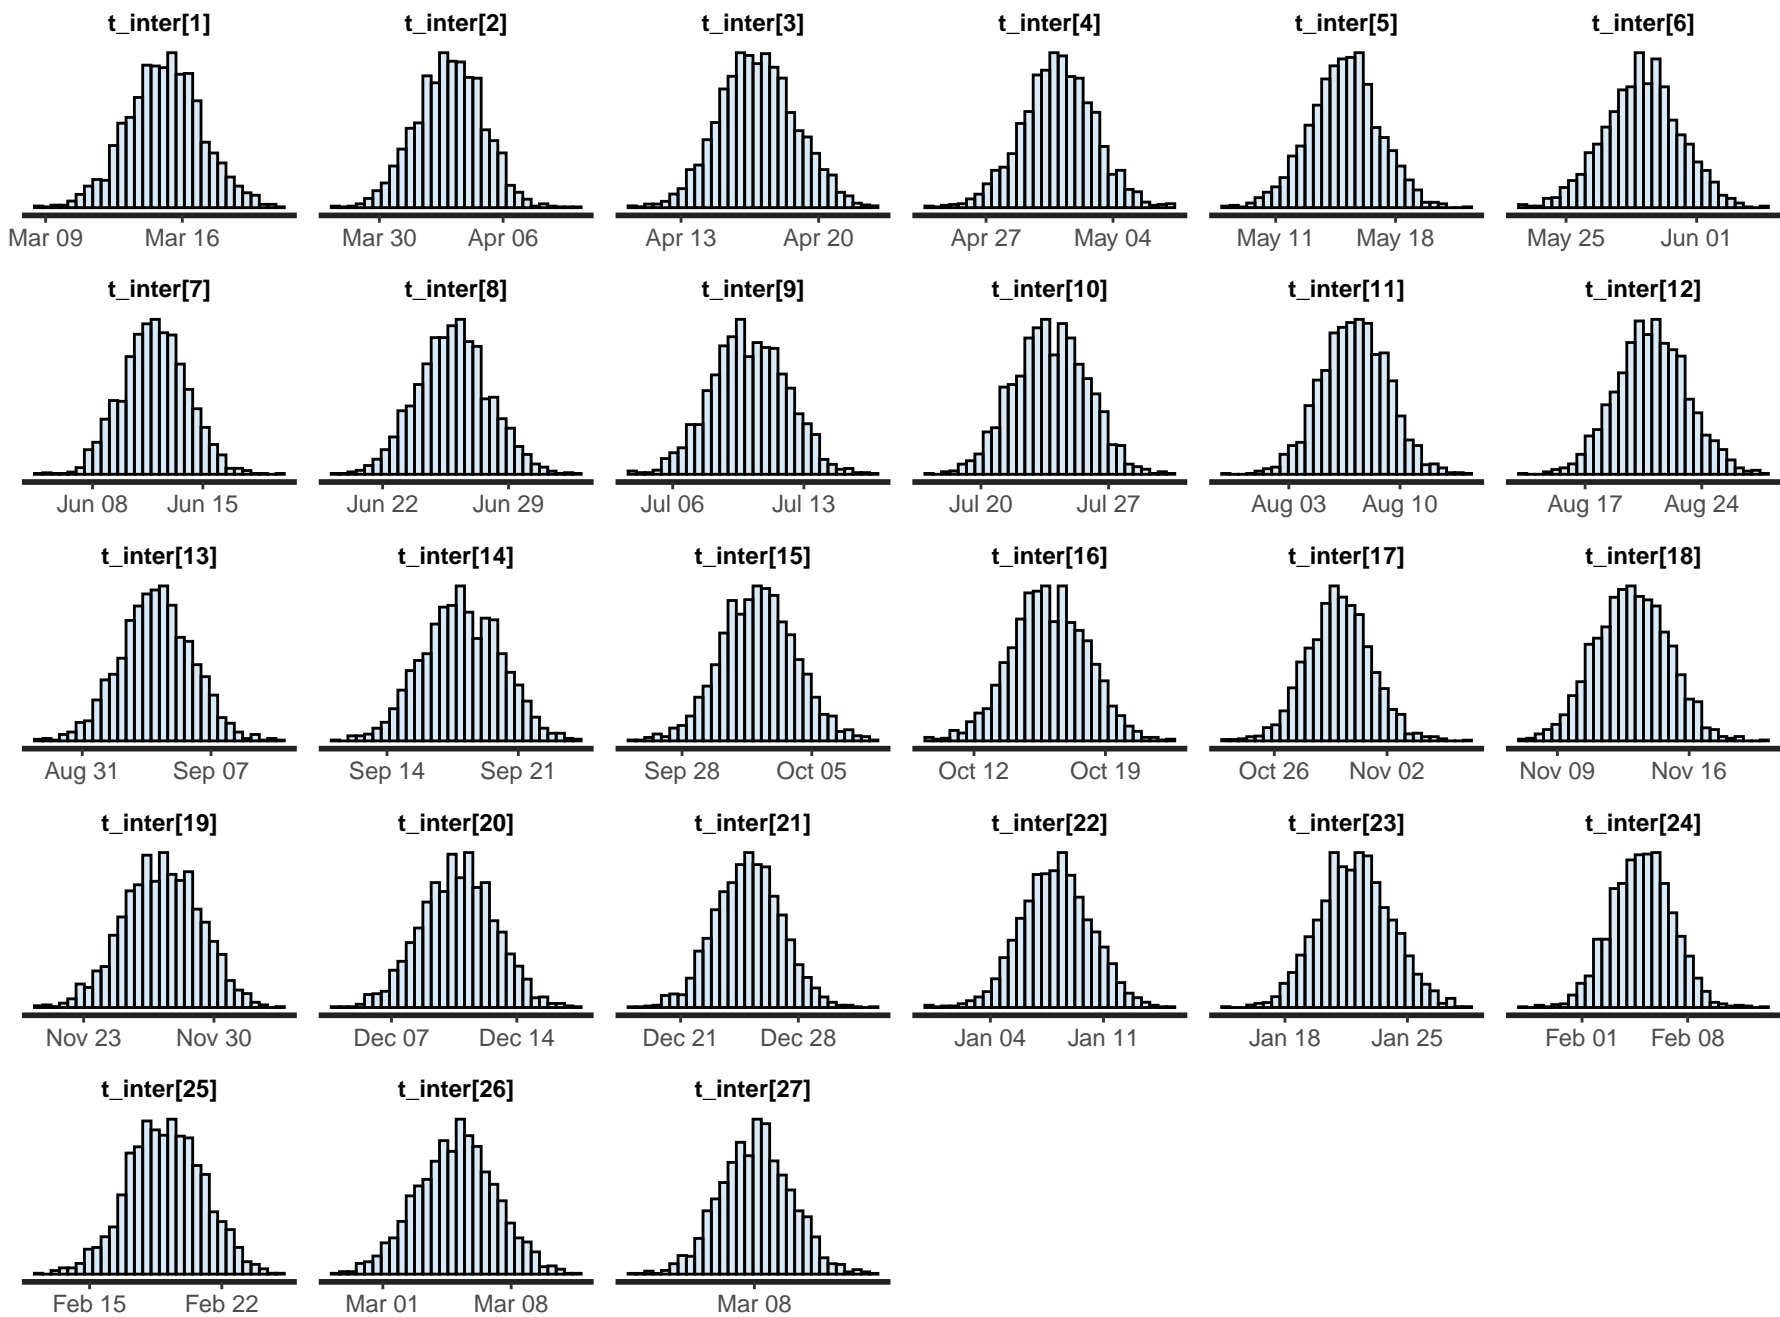 t_inter[1] t_inter[2] t_inter[3] t_inter[4] t_inter[5] t_inter[6]
Mar 09 Mar 16 Mar 30 Apr 06 Apr 13 Apr 20 Apr 27 May 04 May 11 May 18 May 25 Jun 01
t_inter[7] t_inter[8] t_inter[9] t_inter[10] t_inter[11] t_inter[12]
Jun 08 Jun 15 Jun 22 Jun 29 Jul 06 Jul 13 Jul 20 Jul 27 Aug 03 Aug 10 Aug 17 Aug 24
t_inter[13] t_inter[14] t_inter[15] t_inter[16] t_inter[17] t_inter[18]
Aug 31 Sep 07 Sep 14 Sep 21 Sep 28 Oct 05 Oct 12 Oct 19 Oct 26 Nov 02 Nov 09 Nov 16
t_inter[19] t_inter[20] t_inter[21] t_inter[22] t_inter[23] t_inter[24]
Nov 23 Nov 30 Dec 07 Dec 14 Dec 21 Dec 28 Jan 04 Jan 11 Jan 18 Jan 25 Feb 01 Feb 08
t_inter[25] t_inter[26] t_inter[27]
Feb 15 Feb 22 Mar 01 Mar 08 Mar 08